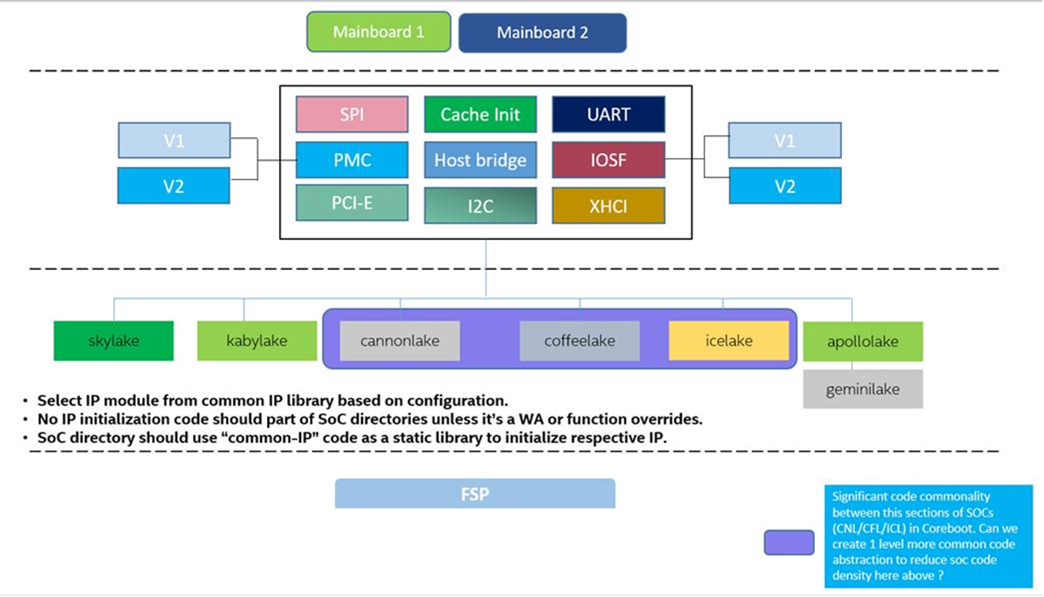 Mainboard 1
Mainboard 2
SPI
Cache Init
UART
V1
V1
PMC
Host bridge
IOSF
V2
V2
PCI-E
I2C
XHCI
skylake
kabylake
cannonlake
coffeelake
icelake
apollolake
geminilake
• Select IP module from common IP library based on configuration.
• No IP initialization code should part of SoC directories unless it's a WA or function overrides.
• SoC directory should use “common-IP” code as a static library to initialize respective IP.
FSP
Significant code commonality
between this sections of SOCs
(CNL/CFL/ICL) in Coreboot. Can we
create 1 level more common code
abstraction to reduce soc code
density here above ?